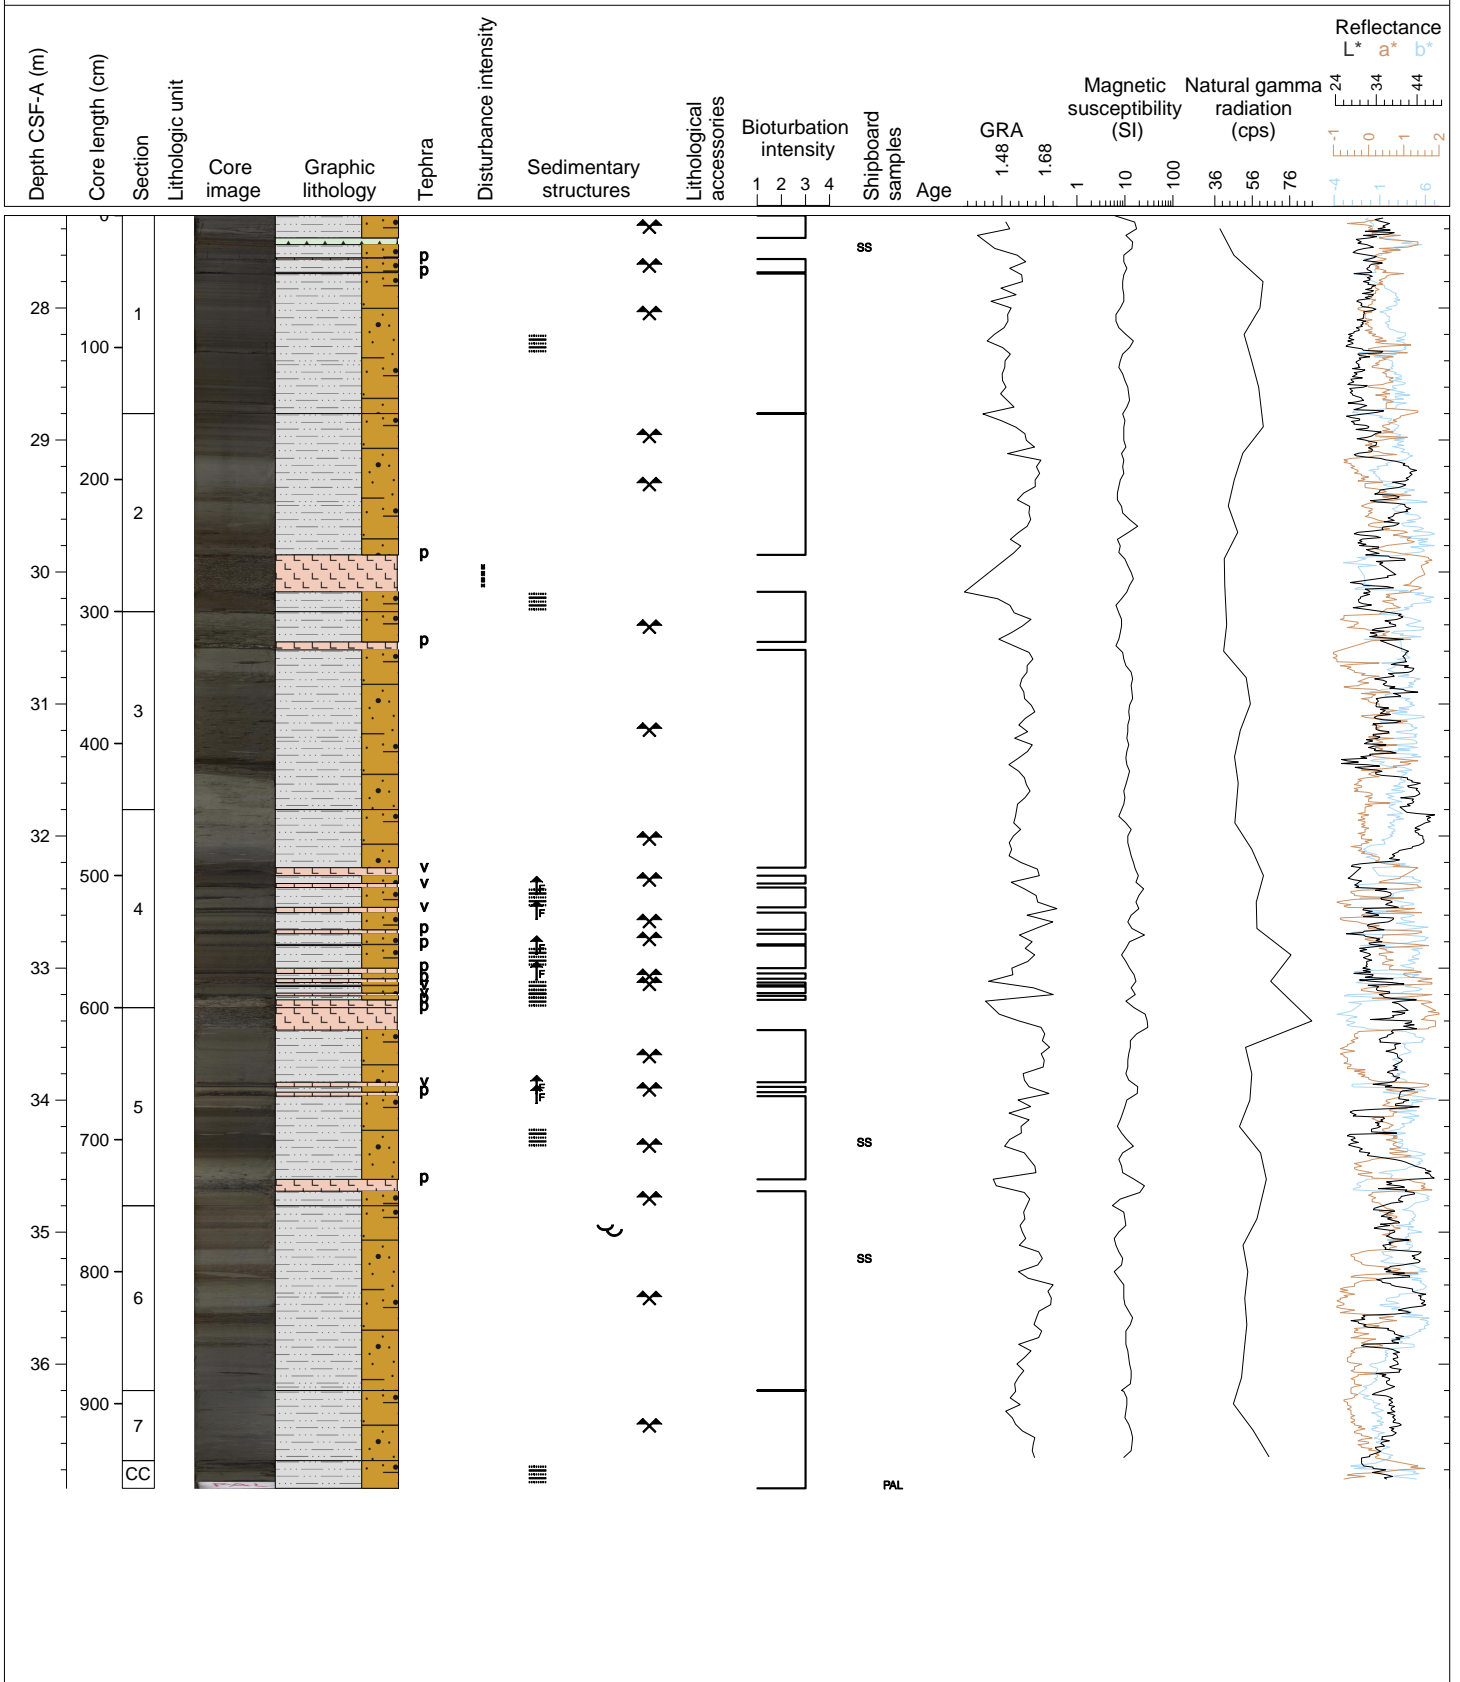 Depth CSF-A (m)
Core length (cm)
Section
Lithologic unit
Core
image
Graphic
lithology
Tephra
Disturbance intensity
Sedimentary
structures
Lithological
accessories
Bioturbation
intensity
1 2 3 4
Shipboard
samples
Age
GRA
1.48 1.68
Magnetic
susceptibility
(SI)
1 10 100
Natural gamma
radiation
(cps)
36 56 76
Reflectance
L* a* b*
24 34 44
-1 0 1 2
-4 1 6
0
ss
p
p
28
1
100
29
200
2
p
30
300
p
31
3
400
32
v
500
v
F
4
v
F
p
p
F
33
p
F
p
v
v
p
600
p
v
F
p
F
34
5
700
ss
p
35
ss
800
6
36
900
7
CC
PAL
PAL